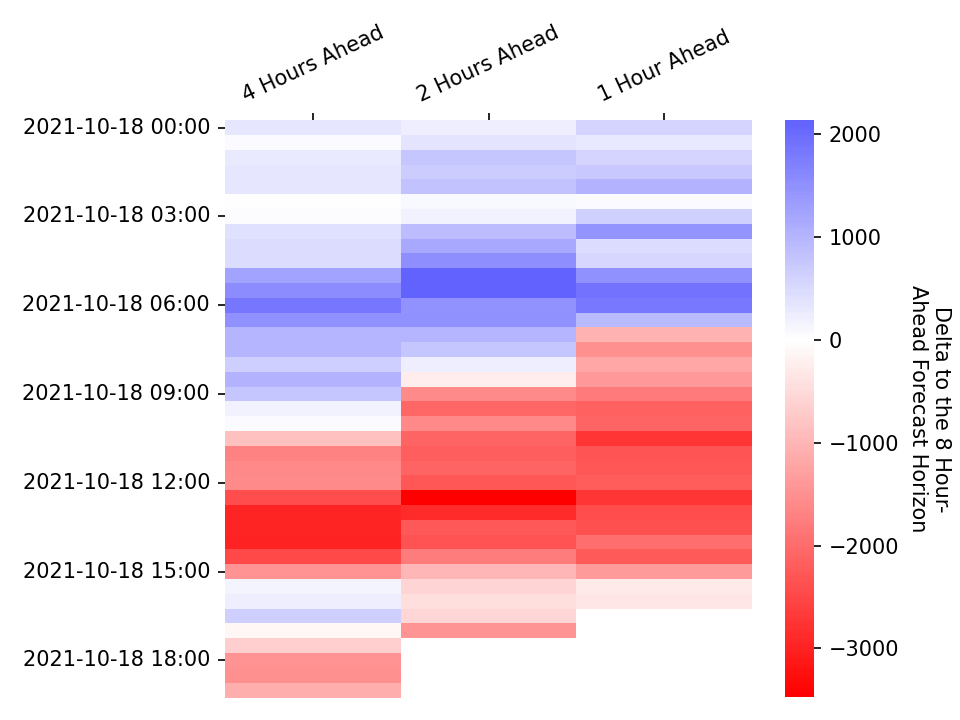 4 Hours Ahead
2 Hours Ahead
1 Hour Ahead
2021-10-18 00:00
2021-10-18 03:00
2021-10-18 06:00
2021-10-18 09:00
2021-10-18 12:00
2021-10-18 15:00
2021-10-18 18:00
2000
1000
0
−1000
−2000
−3000
Delta to the 8 Hour-
Ahead Forecast Horizon